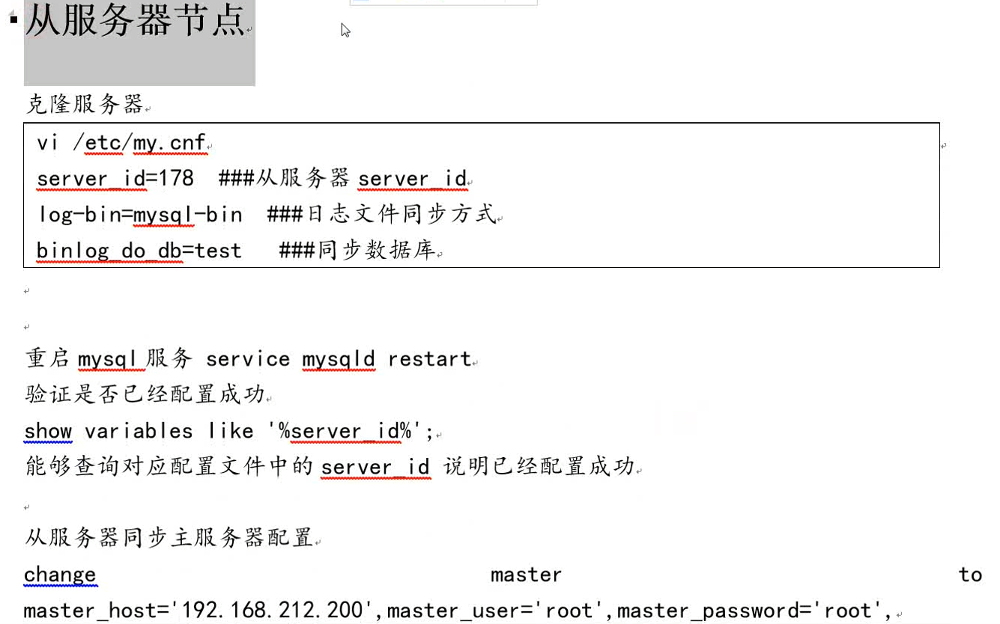 从服务器节点
克隆服务器
vi /etc/my.cnf
server_id=178  ###从服务器 server_id
log-bin=mysql-bin  ###日志文件同步方式
binlog_do_db=test   ###同步数据库
重启 mysql 服务 service mysqld restart
验证是否已经配置成功
show variables like '%server_id%';
能够查询对应配置文件中的 server_id 说明已经配置成功
从服务器同步主服务器配置
change master to
master_host='192.168.212.200',master_user='root',master_password='root',